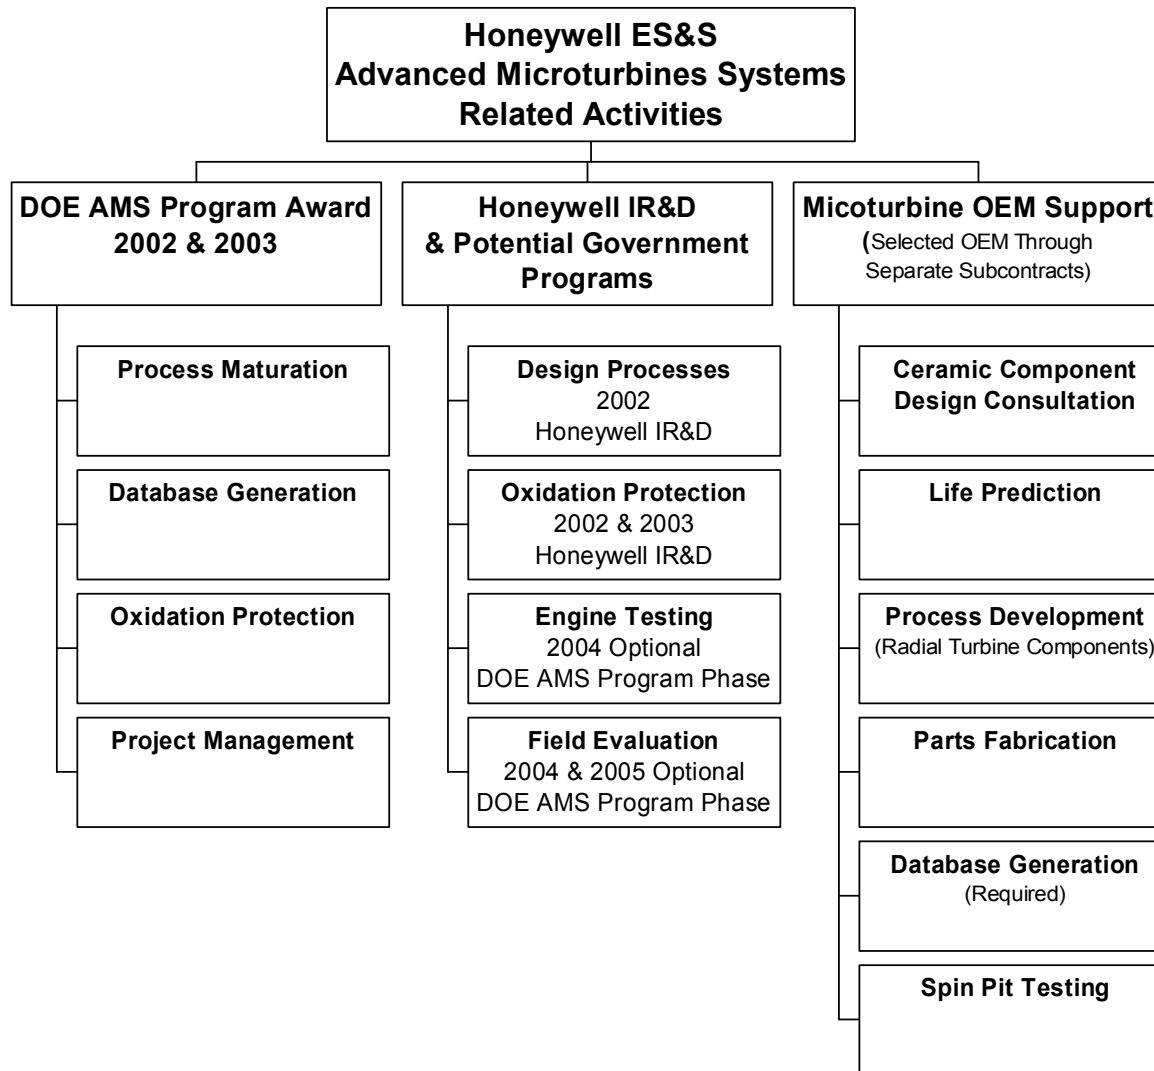 Honeywell ES&S
Advanced Microturbines Systems
Related Activities
DOE AMS Program Award
2002 & 2003
Process Maturation
Database Generation
Oxidation Protection
Project Management
Honeywell IR&D
& Potential Government
Programs
Design Processes
2002
Honeywell IR&D
Oxidation Protection
2002 & 2003
Honeywell IR&D
Engine Testing
2004 Optional
DOE AMS Program Phase
Field Evaluation
2004 & 2005 Optional
DOE AMS Program Phase
Micoturbine OEM Support
(Selected OEM Through
Separate Subcontracts)
Ceramic Component
Design Consultation
Life Prediction
Process Development
(Radial Turbine Components)
Parts Fabrication
Database Generation
(Required)
Spin Pit Testing